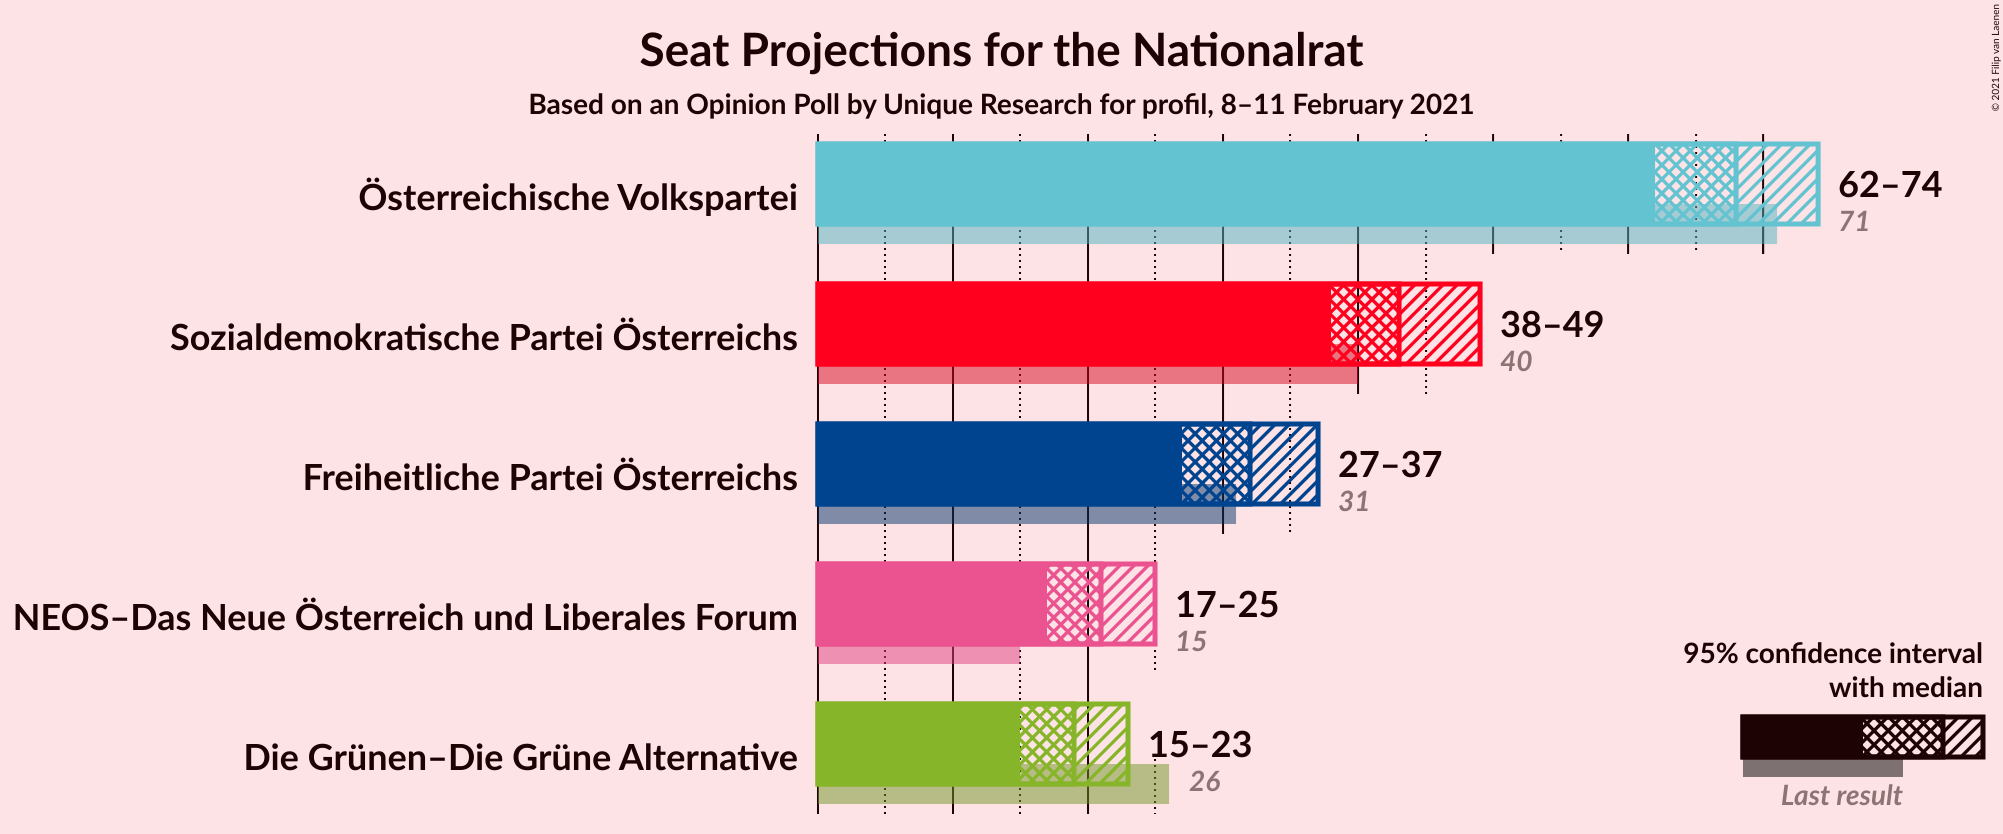 Seat Projections for the Nationalrat
Based on an Opinion Poll by Unique Research for profil, 8–11 February 2021
© 2021 Filip van Laenen
Österreichische Volkspartei
62–74
71
Sozialdemokratische Partei Österreichs
38–49
40
Freiheitliche Partei Österreichs
27–37
31
NEOS–Das Neue Österreich und Liberales Forum
17–25
15
Die Grünen–Die Grüne Alternative
15–23
26
95% confidence interval
with median
Last result